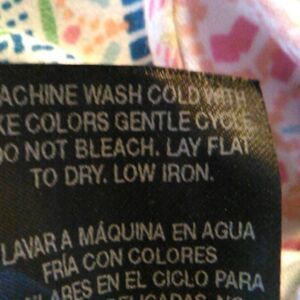 ACHINE WASH COLD WITH
KE COLORS GENTLE CYCLE
DO NOT BLEACH. LAY FLAT
TO DRY. LOW IRON.
LAVAR A MÁQUINA EN AGUA
FRÍA CON COLORES
EN EL CICLO PARA